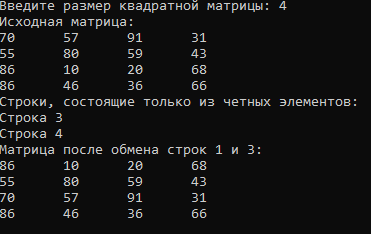 Введите размер квадратной матрицы: 4
Исходная матрица:
70 57 91 31
55 80 59 43
86 10 20 68
86 46 36 66
Строки, состоящие только из четных элементов:
Строка 3
Строка 4
Матрица после обмена строк 1 и 3:
86 10 20 68
55 80 59 43
70 57 91 31
86 46 36 66